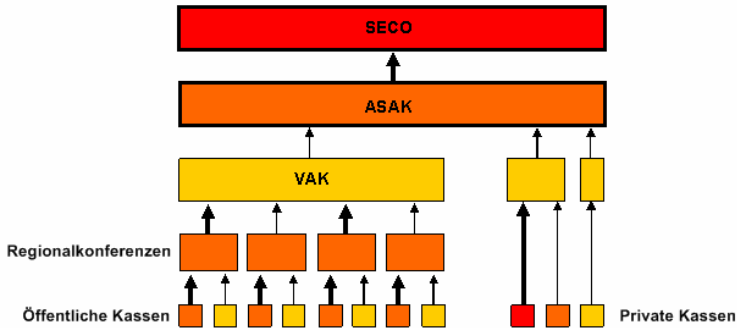 SECO
ASAK
VAK
Regionalkonferenzen
Öffentliche Kassen
Private Kassen